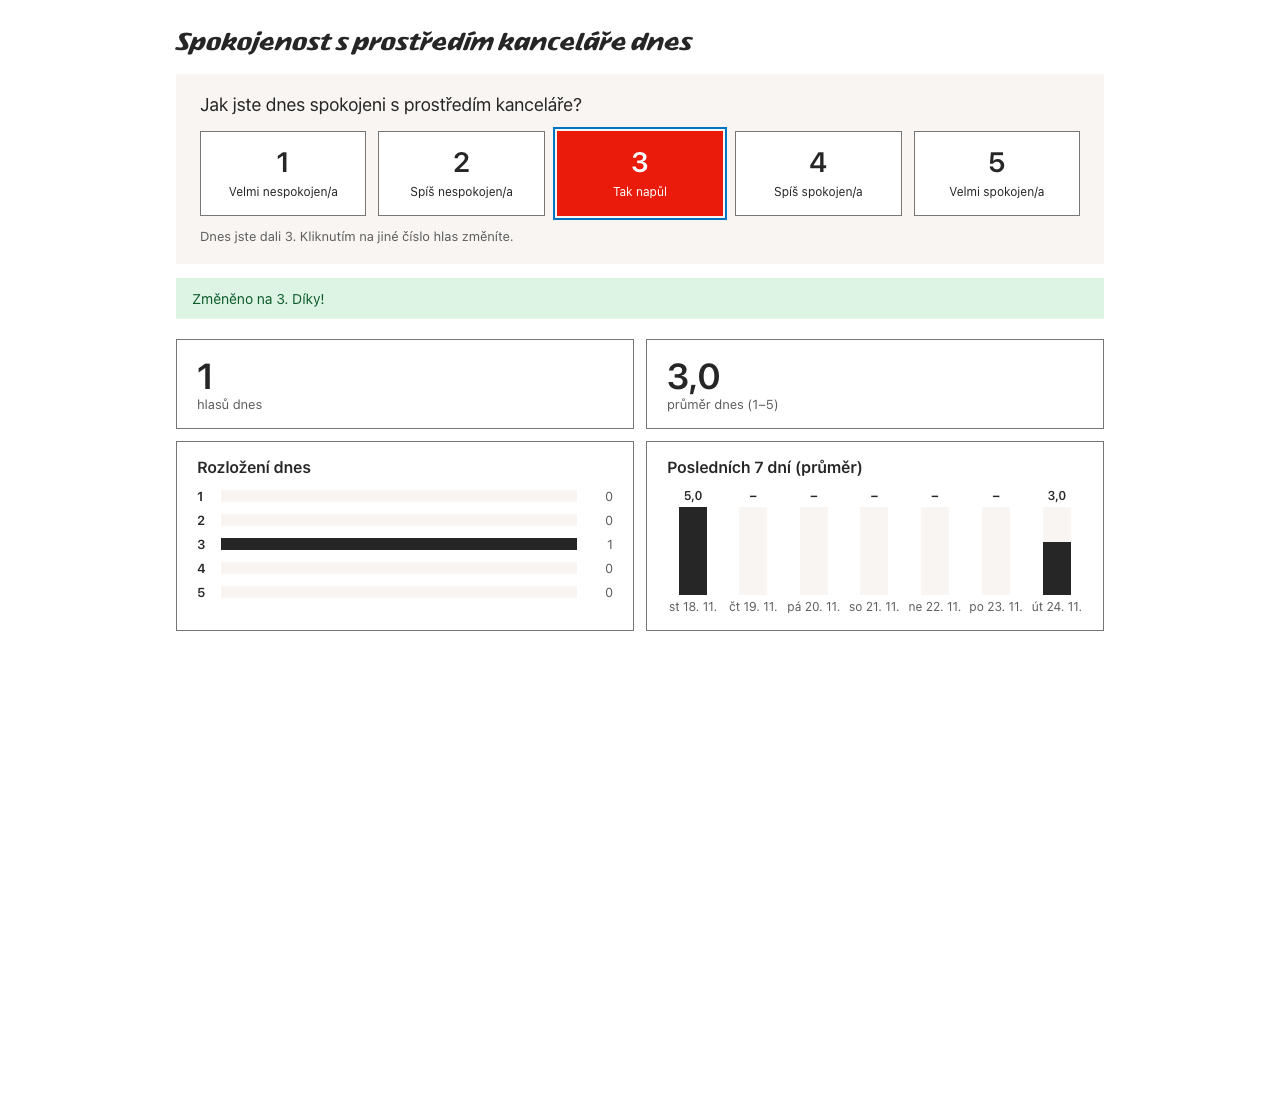 Spokojenost s prostředím kanceláře dnes
Jak jste dnes spokojeni s prostředím kanceláře?
1
Velmi nespokojen/a
2
Spíš nespokojen/a
3
Tak napůl
4
Spíš spokojen/a
5
Velmi spokojen/a
Dnes jste dali 3. Kliknutím na jiné číslo hlas změníte.
Změněno na 3. Díky!
1
hlasů dnes
3,0
průměr dnes (1–5)
Rozložení dnes
1 0
2 0
3 1
4 0
5 0
Posledních 7 dní (průměr)
5,0 – – – – – 3,0
st 18. 11. čt 19. 11. pá 20. 11. so 21. 11. ne 22. 11. po 23. 11. út 24. 11.